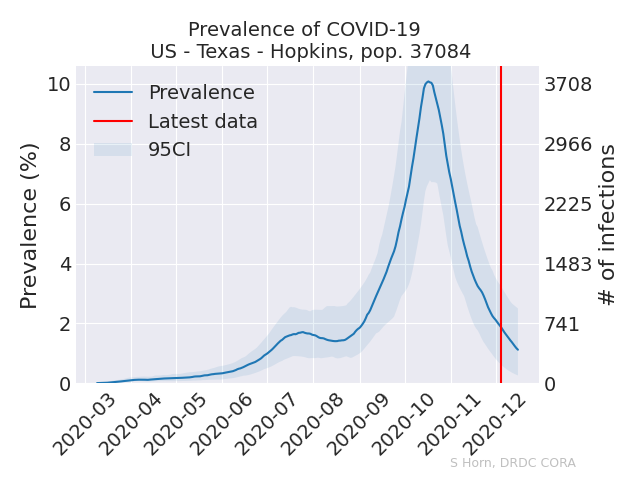 Prevalence of COVID-19
US - Texas - Hopkins, pop. 37084
Prevalence
Latest data
95CI
Prevalence (%)
10
8
6
4
2
0
# of infections
3708
2966
2225
1483
741
0
2020-03
2020-04
2020-05
2020-06
2020-07
2020-08
2020-09
2020-10
2020-11
2020-12
S Horn, DRDC CORA